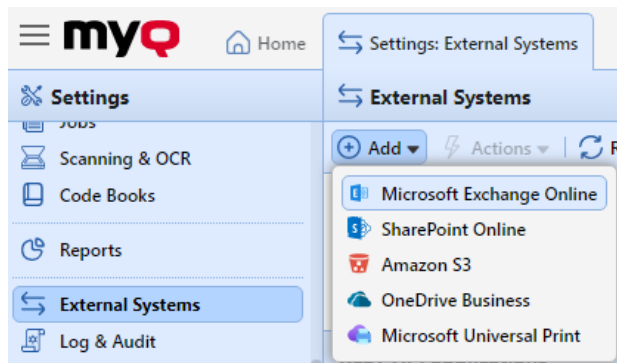 myQ
Home
Settings: External Systems
Settings
External Systems
Jobs
Scanning & OCR
Code Books
Reports
External Systems
Log & Audit
Add
Actions
R
Microsoft Exchange Online
SharePoint Online
Amazon S3
OneDrive Business
Microsoft Universal Print